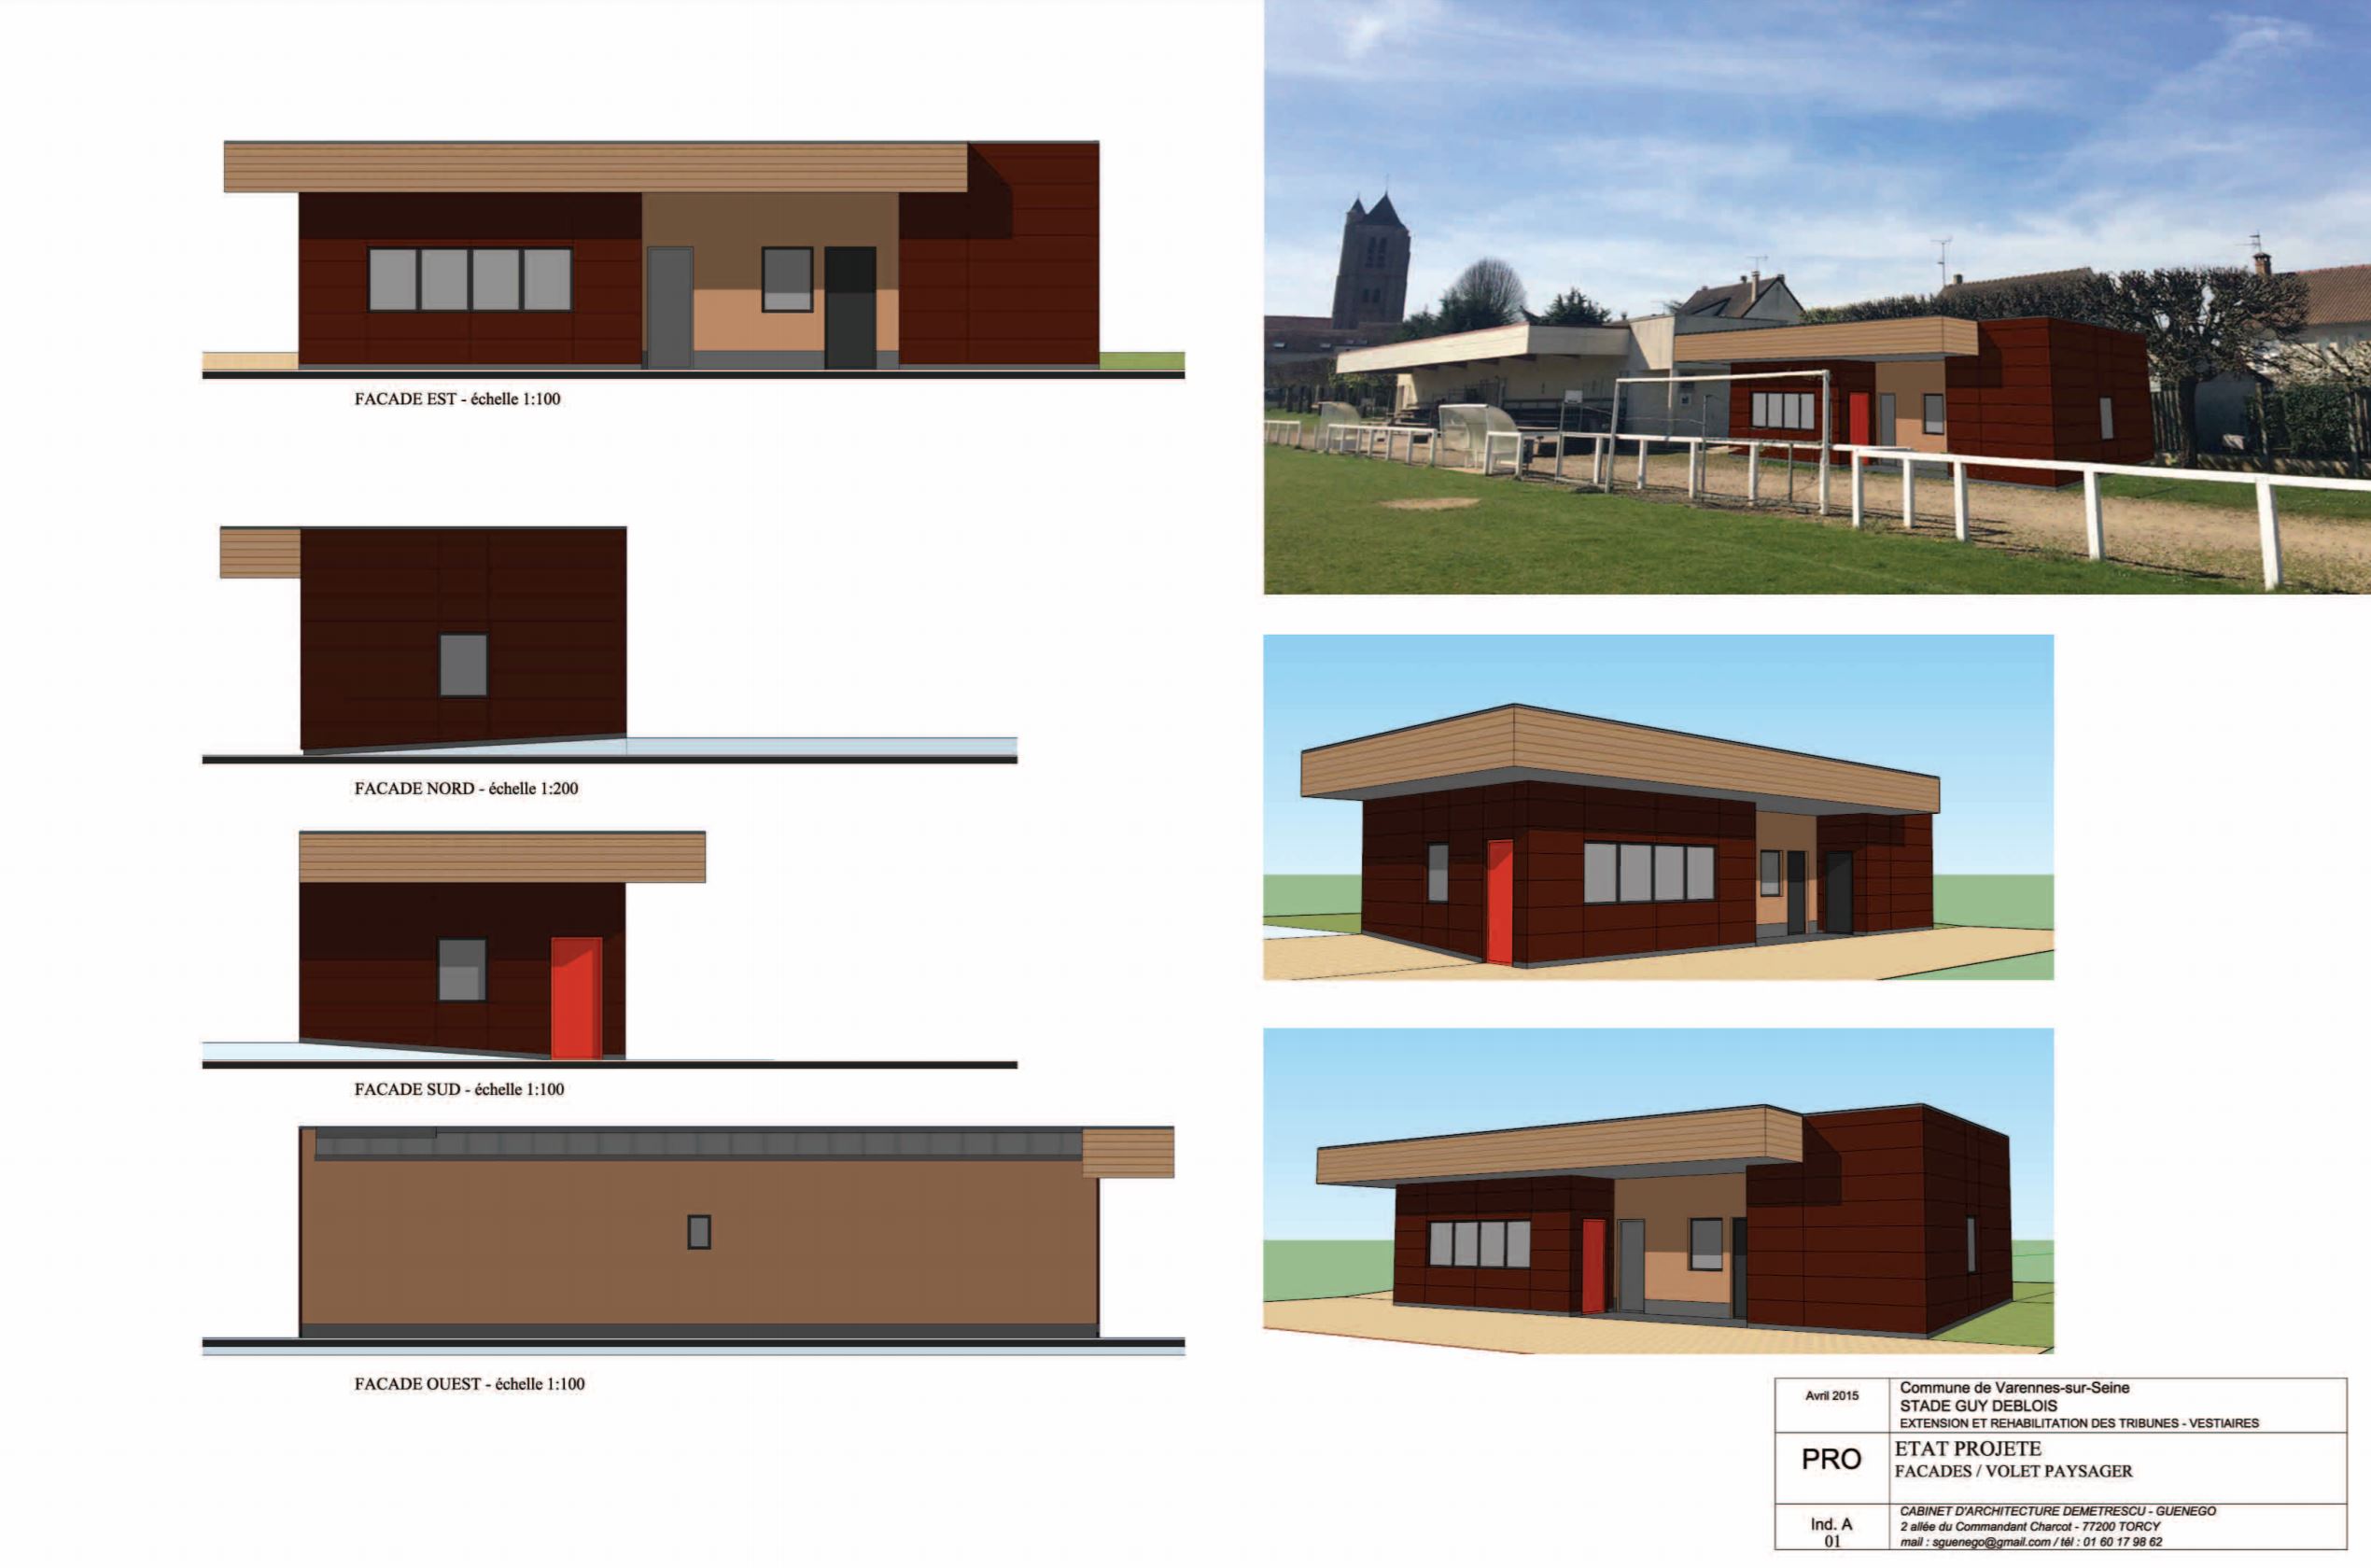 FACADE EST - échelle 1:100
FACADE NORD - échelle 1:200
FACADE SUD - échelle 1:100
FACADE OUEST - échelle 1:100
Avril 2015
Commune de Varennes-sur-Seine
STADE GUY DEBLOIS
EXTENSION ET REHABILITATION DES TRIBUNES - VESTIAIRES
PRO
ETAT PROJETE
FACADES / VOLET PAYSAGER
Ind. A
01
CABINET D'ARCHITECTURE DEMETRESCU - GUENEGO
2 allée du Commandant Charcot - 77200 TORCY
mail : sguenego@gmail.com / tél : 01 60 17 98 62